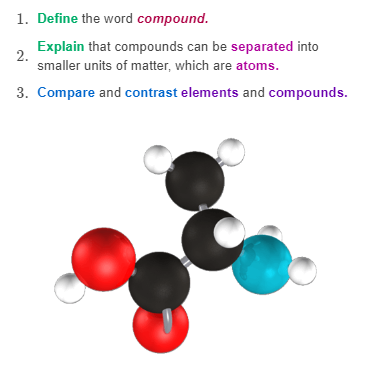 1. Define the word compound.
2. Explain that compounds can be separated into
smaller units of matter, which are atoms.
3. Compare and contrast elements and compounds.